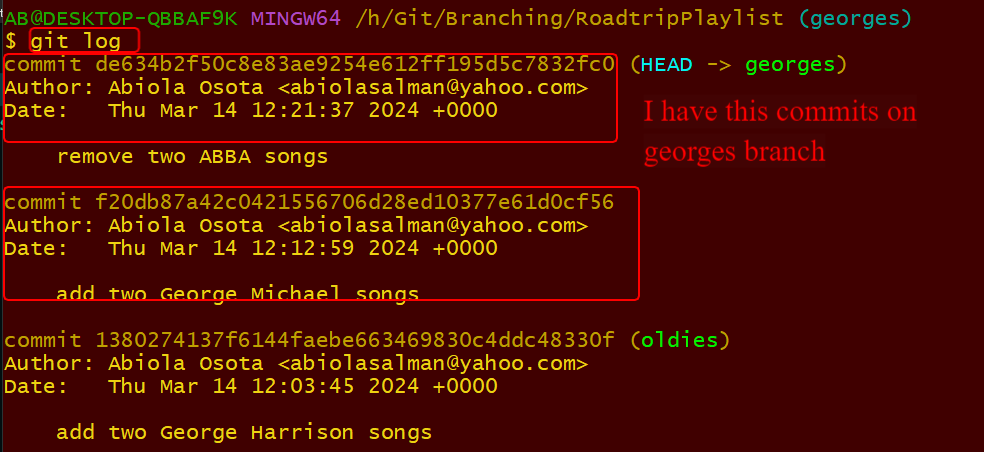 AB@DESKTOP-QBBAF9K MINGW64 /h/Git/Branching/RoadtripPlaylist (georges)
$ git log
commit de634b2f50c8e83ae9254e612ff195d5c7832fc0 (HEAD -> georges)
Author: Abiola Osota <abiolasalman@yahoo.com>
Date:   Thu Mar 14 12:21:37 2024 +0000
I have this commits on
georges branch
    remove two ABBA songs
commit f20db87a42c0421556706d28ed10377e61d0cf56
Author: Abiola Osota <abiolasalman@yahoo.com>
Date:   Thu Mar 14 12:12:59 2024 +0000
    add two George Michael songs
commit 1380274137f6144faebe663469830c4ddc48330f (oldies)
Author: Abiola Osota <abiolasalman@yahoo.com>
Date:   Thu Mar 14 12:03:45 2024 +0000
    add two George Harrison songs